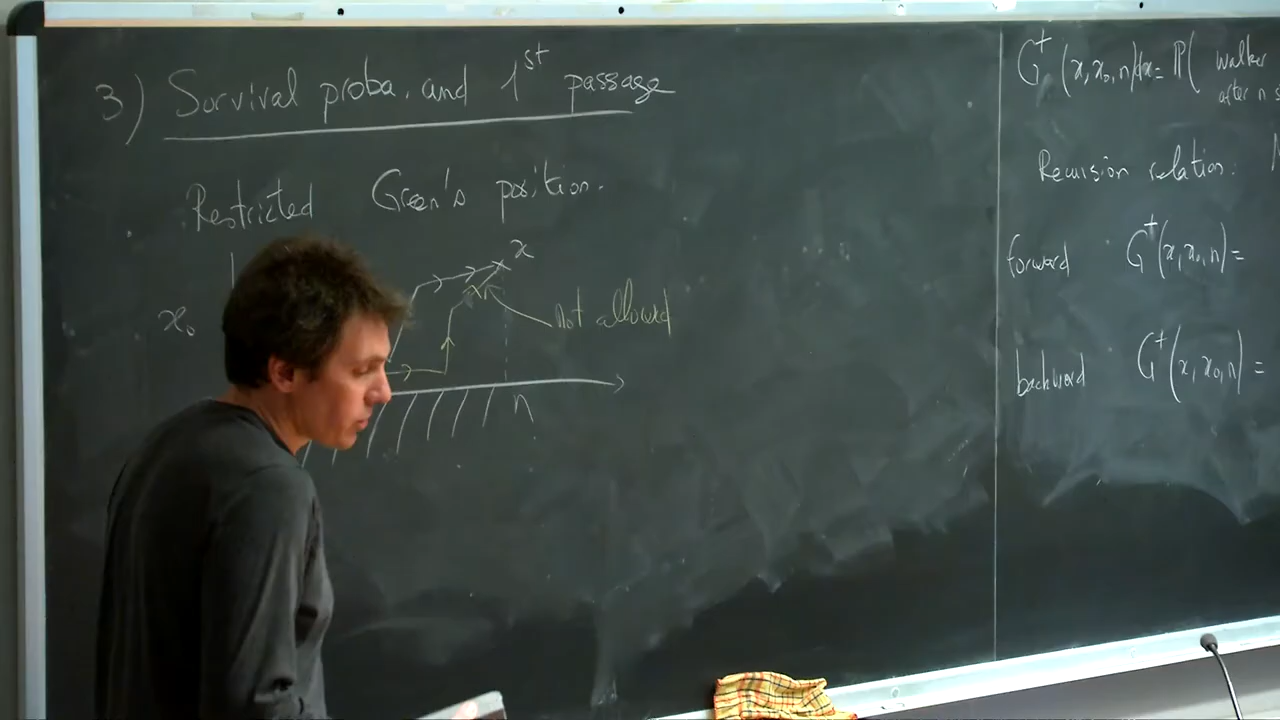 3) Survival proba. and 1st passage
Restricted Green's position.
x
x₀
not allowed
n
G⁺(x,x₀,n)dx = ℙ( walker
after n s
Recursion relation:
forward G⁺(x,x₀,n) =
backward G⁺(x,x₀,n) =